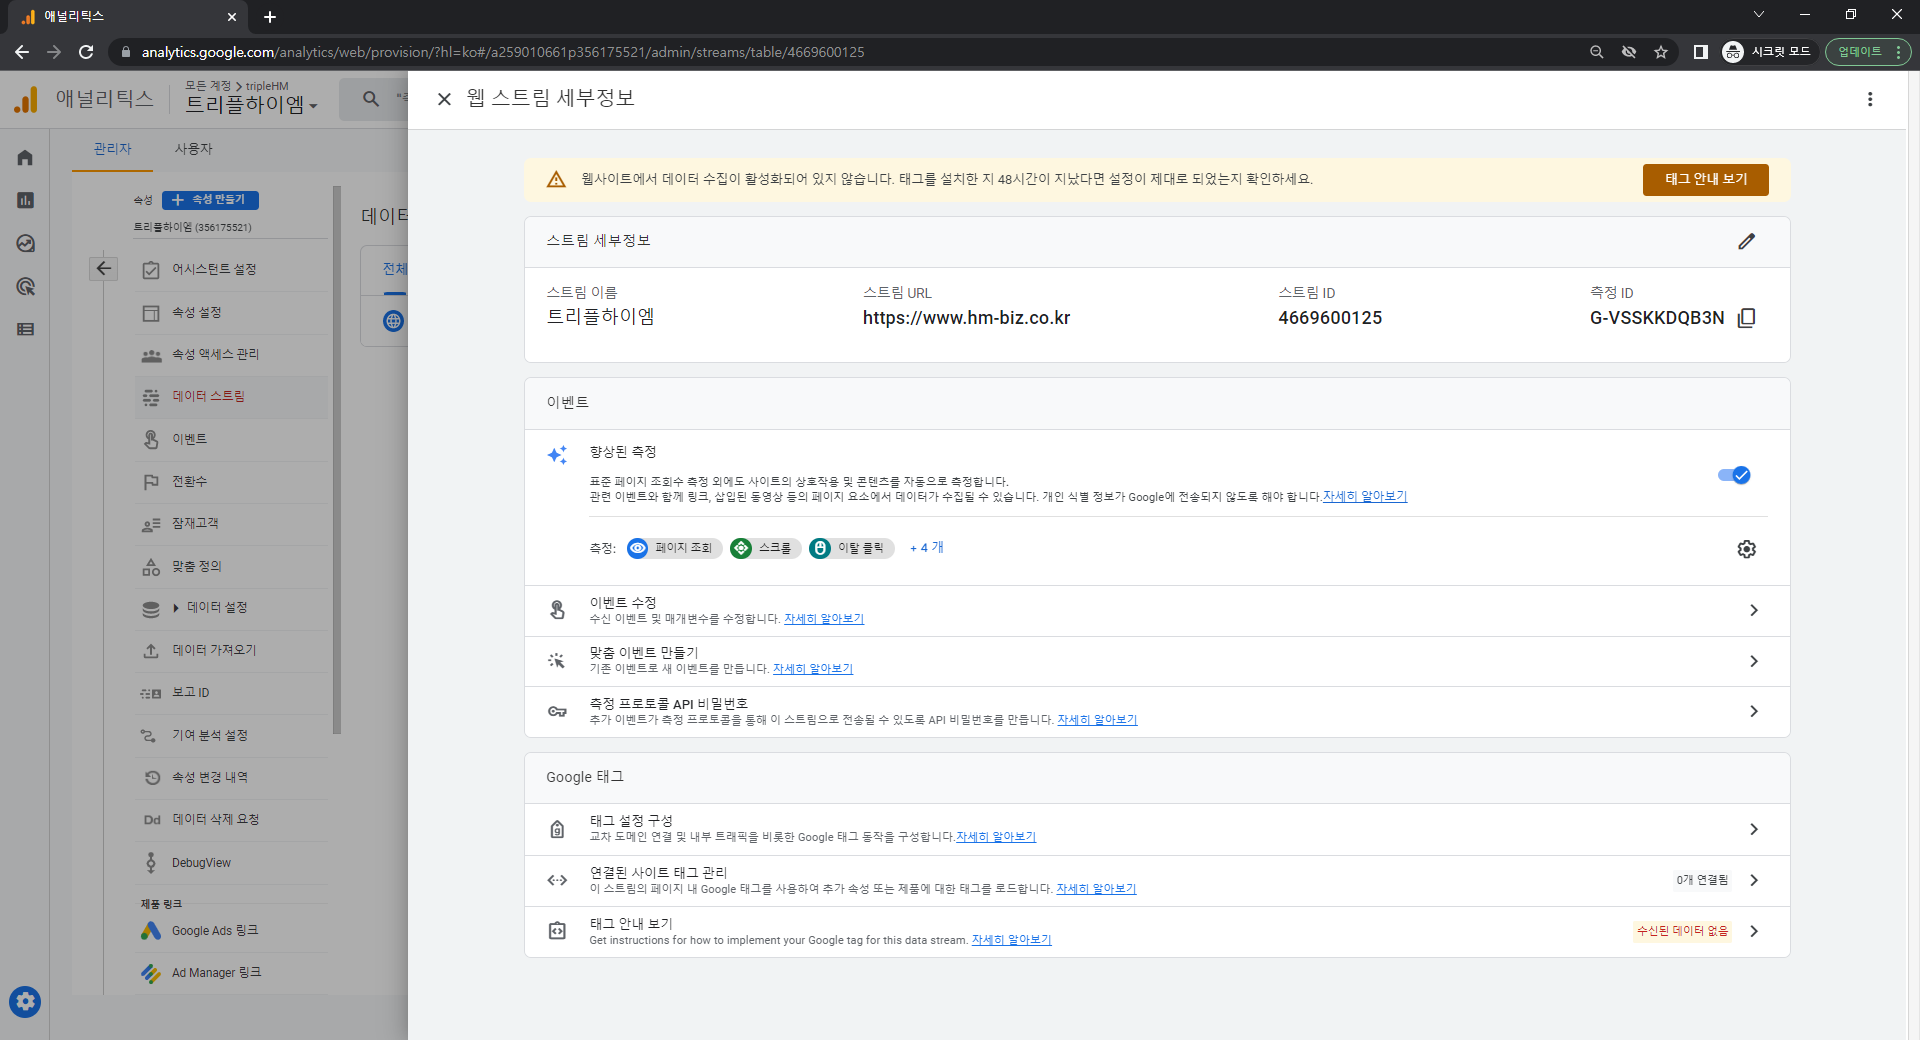 애널리틱스
analytics.google.com/analytics/web/provision/?hl=ko#/a259010661p356175521/admin/streams/table/4669600125
시크릿 모드
업데이트
애널리틱스
모든 계정 > tripleHM
트리플하이엠
웹 스트림 세부정보
관리자
사용자
속성
속성 만들기
트리플하이엠 (356175521)
어시스턴트 설정
속성 설정
속성 액세스 관리
데이터 스트림
이벤트
전환수
잠재고객
맞춤 정의
데이터 설정
데이터 가져오기
보고 ID
기여 분석 설정
속성 변경 내역
Dd 데이터 삭제 요청
DebugView
제품 링크
Google Ads 링크
Ad Manager 링크
데이터
전체
웹사이트에서 데이터 수집이 활성화되어 있지 않습니다. 태그를 설치한 지 48시간이 지났다면 설정이 제대로 되었는지 확인하세요.
태그 안내 보기
스트림 세부정보
스트림 이름
트리플하이엠
스트림 URL
https://www.hm-biz.co.kr
스트림 ID
4669600125
측정 ID
G-VSSKKDQB3N
이벤트
향상된 측정
표준 페이지 조회수 측정 외에도 사이트의 상호작용 및 콘텐츠를 자동으로 측정합니다.
관련 이벤트와 함께 링크, 삽입된 동영상 등의 페이지 요소에서 데이터가 수집될 수 있습니다. 개인 식별 정보가 Google에 전송되지 않도록 해야 합니다.자세히 알아보기
측정: 페이지 조회 스크롤 이탈 클릭 + 4 개
이벤트 수정
수신 이벤트 및 매개변수를 수정합니다. 자세히 알아보기
맞춤 이벤트 만들기
기존 이벤트로 새 이벤트를 만듭니다. 자세히 알아보기
측정 프로토콜 API 비밀번호
추가 이벤트가 측정 프로토콜을 통해 이 스트림으로 전송될 수 있도록 API 비밀번호를 만듭니다. 자세히 알아보기
Google 태그
태그 설정 구성
교차 도메인 연결 및 내부 트래픽을 비롯한 Google 태그 동작을 구성합니다.자세히 알아보기
연결된 사이트 태그 관리
이 스트림의 페이지 내 Google 태그를 사용하여 추가 속성 또는 제품에 대한 태그를 로드합니다. 자세히 알아보기
0개 연결됨
태그 안내 보기
Get instructions for how to implement your Google tag for this data stream. 자세히 알아보기
수신된 데이터 없음